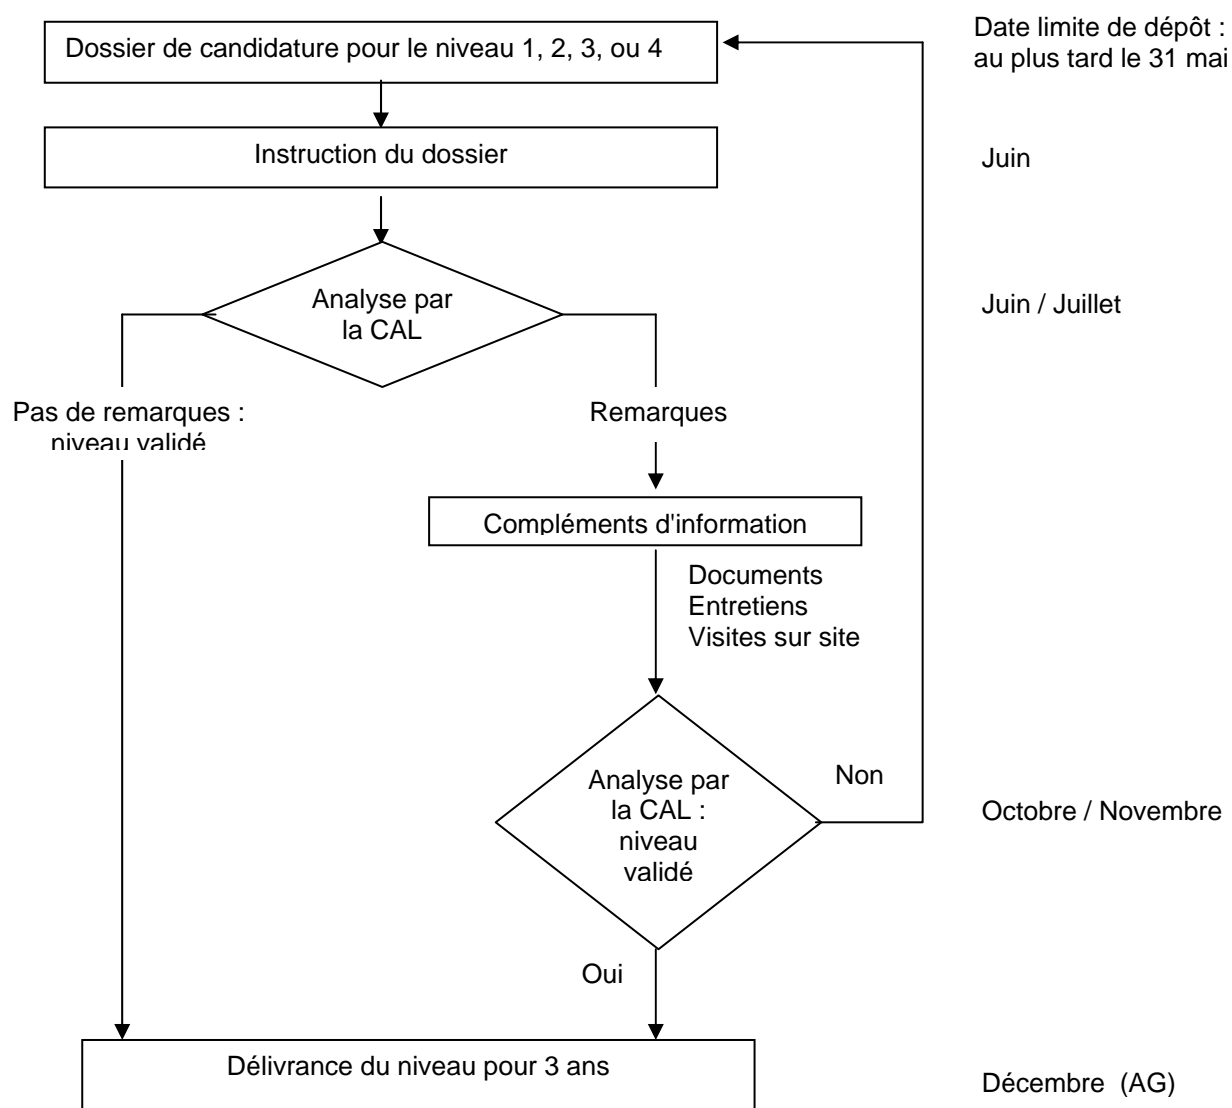 Date limite de dépôt :
au plus tard le 31 mai
Dossier de candidature pour le niveau 1, 2, 3, ou 4
Instruction du dossier
Juin
Analyse par
la CAL
Juin / Juillet
Pas de remarques :
niveau validé
Remarques
Compléments d'information
Documents
Entretiens
Visites sur site
Analyse par
la CAL :
niveau
validé
Non
Octobre / Novembre
Oui
Délivrance du niveau pour 3 ans
Décembre (AG)